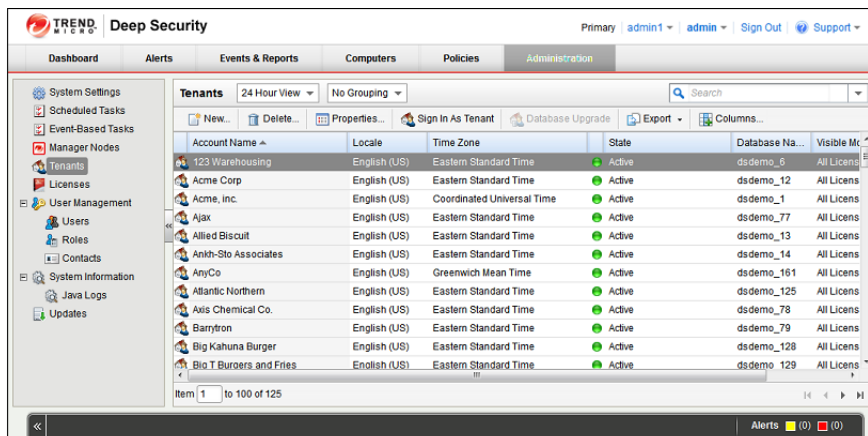 TREND MICRO Deep Security
Primary admin1 admin Sign Out Support
Dashboard Alerts Events & Reports Computers Policies Administration
System Settings
Scheduled Tasks
Event-Based Tasks
Manager Nodes
Tenants
Licenses
User Management
Users
Roles
Contacts
System Information
Java Logs
Updates
Tenants 24 Hour View No Grouping Search
New... Delete... Properties... Sign In As Tenant Database Upgrade Export Columns...
Account Name Locale Time Zone State Database Na... Visible Mc
123 Warehousing English (US) Eastern Standard Time Active dsdemo_6 All Licens
Acme Corp English (US) Eastern Standard Time Active dsdemo_12 All Licens
Acme, inc. English (US) Coordinated Universal Time Active dsdemo_1 All Licens
Ajax English (US) Eastern Standard Time Active dsdemo_77 All Licens
Allied Biscuit English (US) Eastern Standard Time Active dsdemo_13 All Licens
Ankh-Sto Associates English (US) Eastern Standard Time Active dsdemo_14 All Licens
AnyCo English (US) Greenwich Mean Time Active dsdemo_161 All Licens
Atlantic Northern English (US) Eastern Standard Time Active dsdemo_125 All Licens
Axis Chemical Co. English (US) Eastern Standard Time Active dsdemo_78 All Licens
Barrytron English (US) Eastern Standard Time Active dsdemo_79 All Licens
Big Kahuna Burger English (US) Eastern Standard Time Active dsdemo_128 All Licens
Big T Burgers and Fries English (US) Eastern Standard Time Active dsdemo_129 All Licens
Item 1 to 100 of 125
Alerts (0) (0)